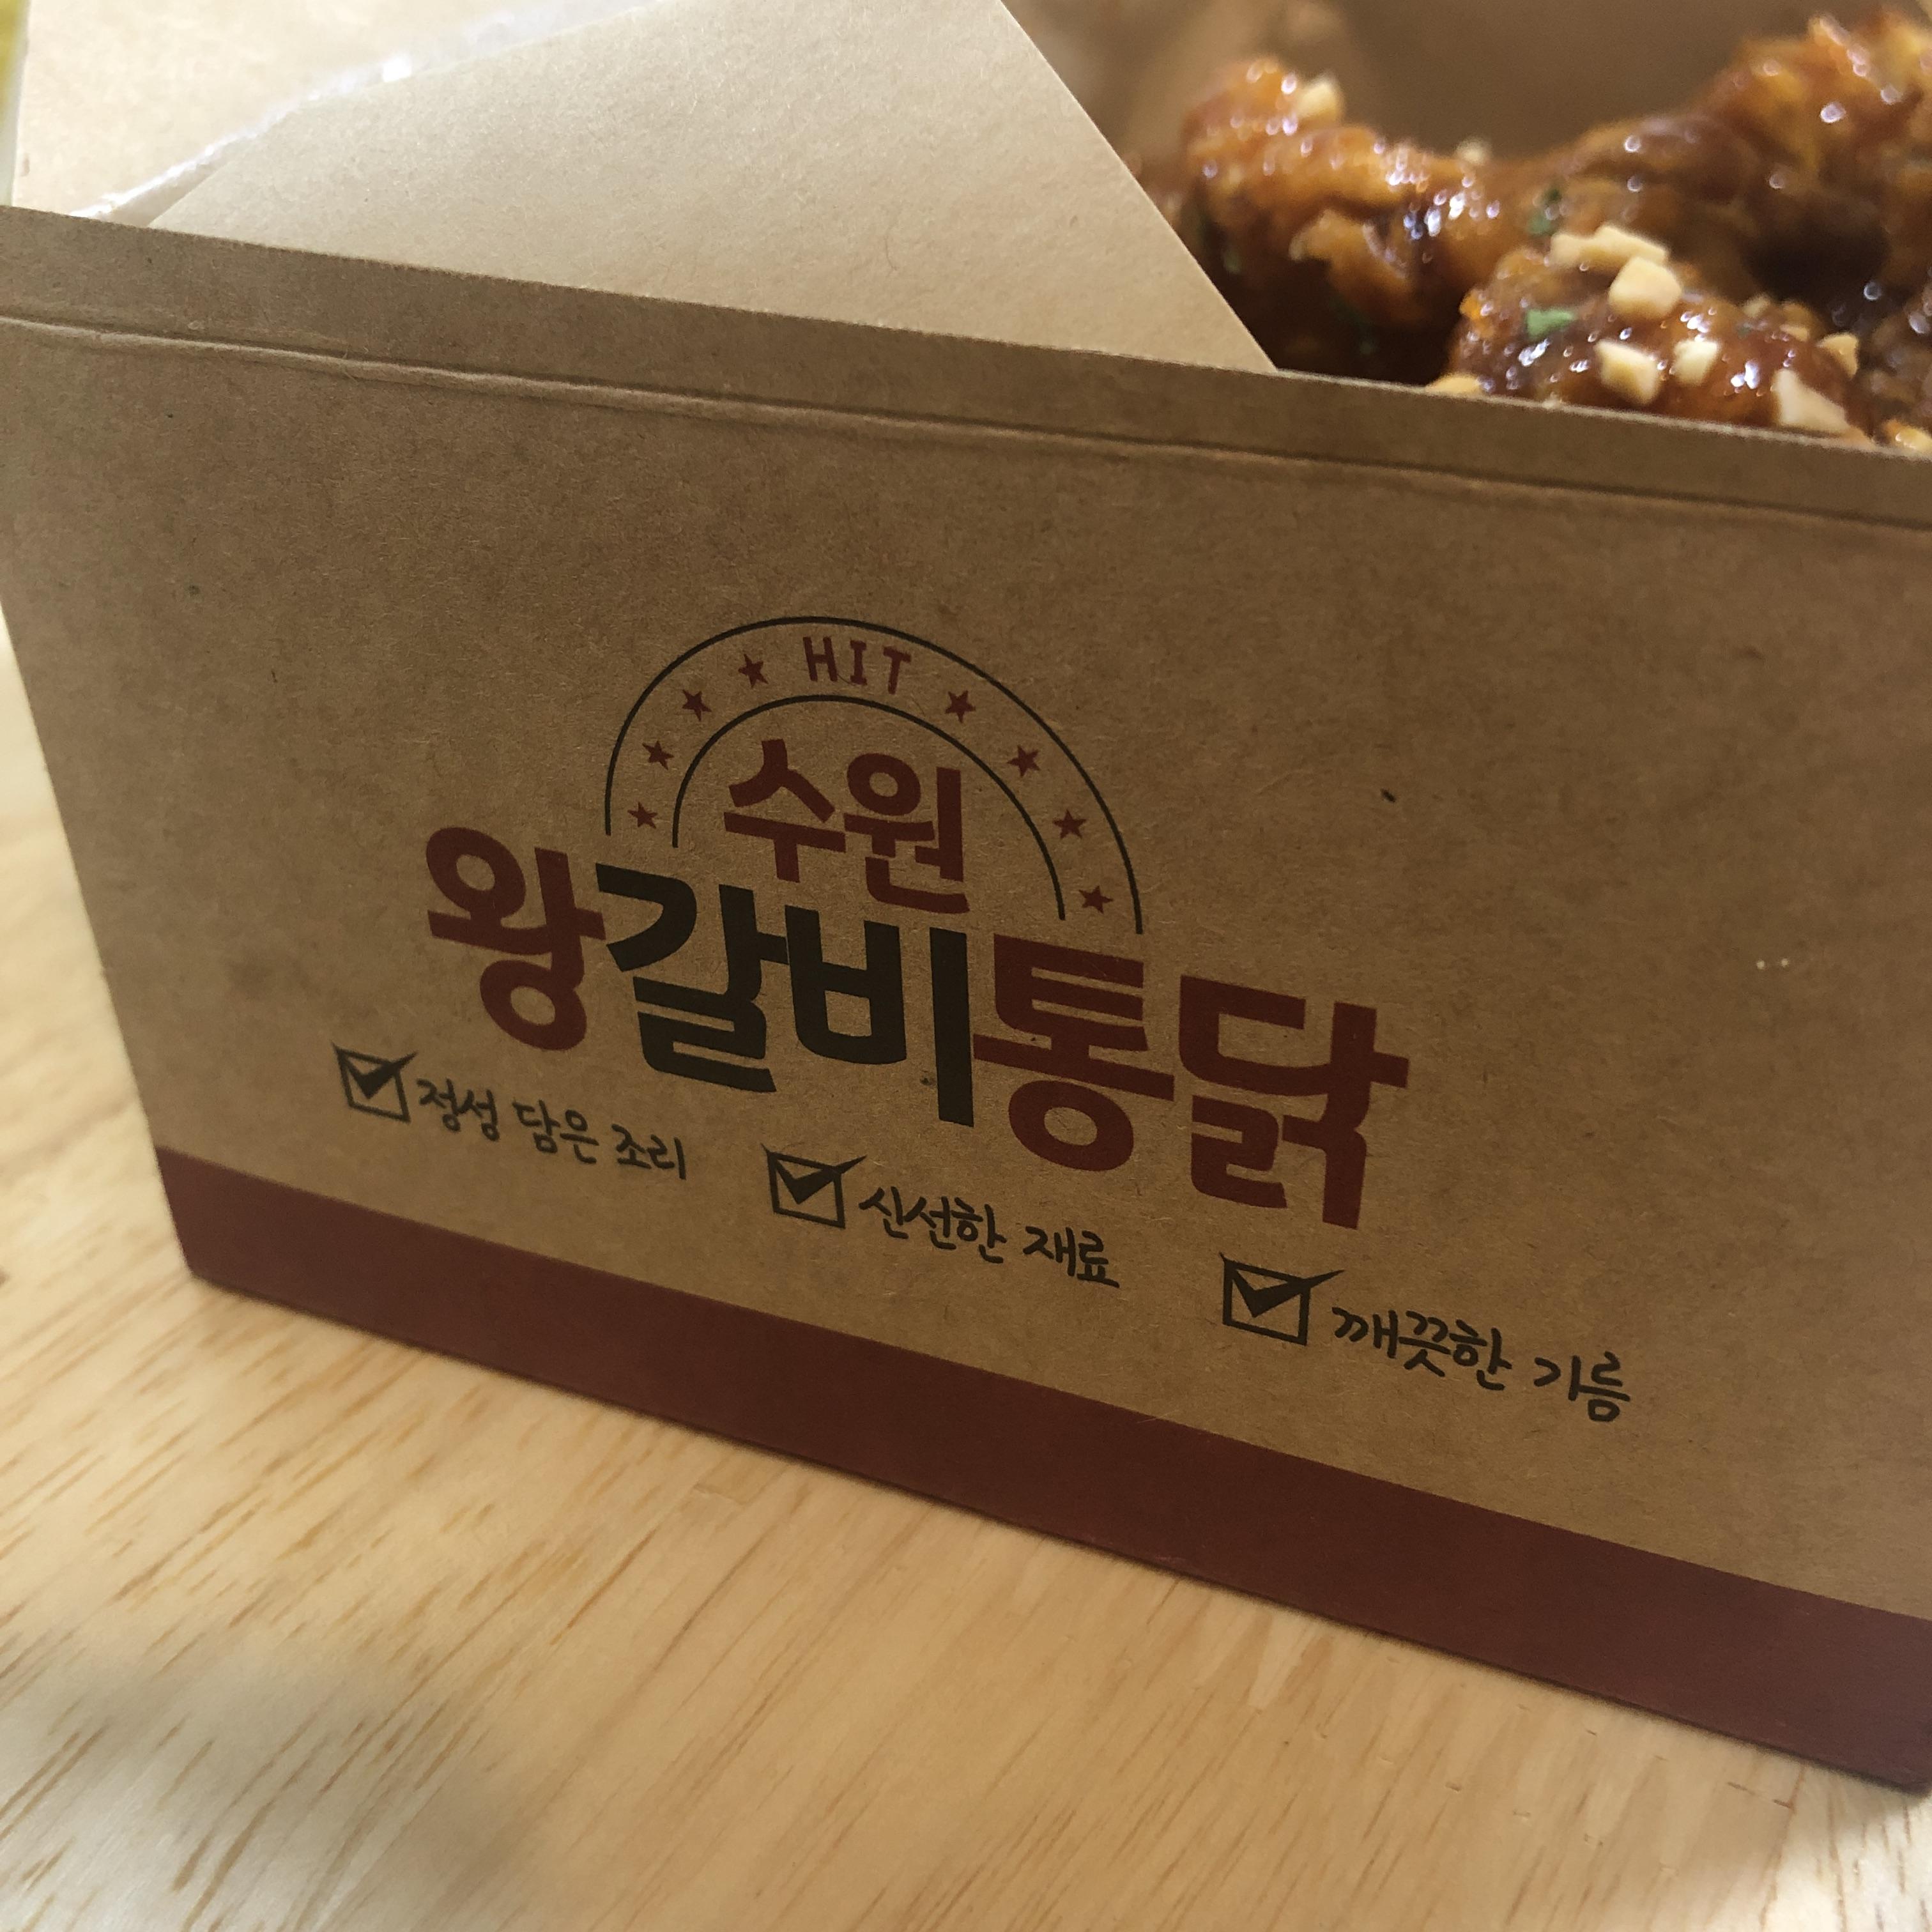 HIT
수원
왕갈비통닭
정성 담은 조리
신선한 재료
깨끗한 기름